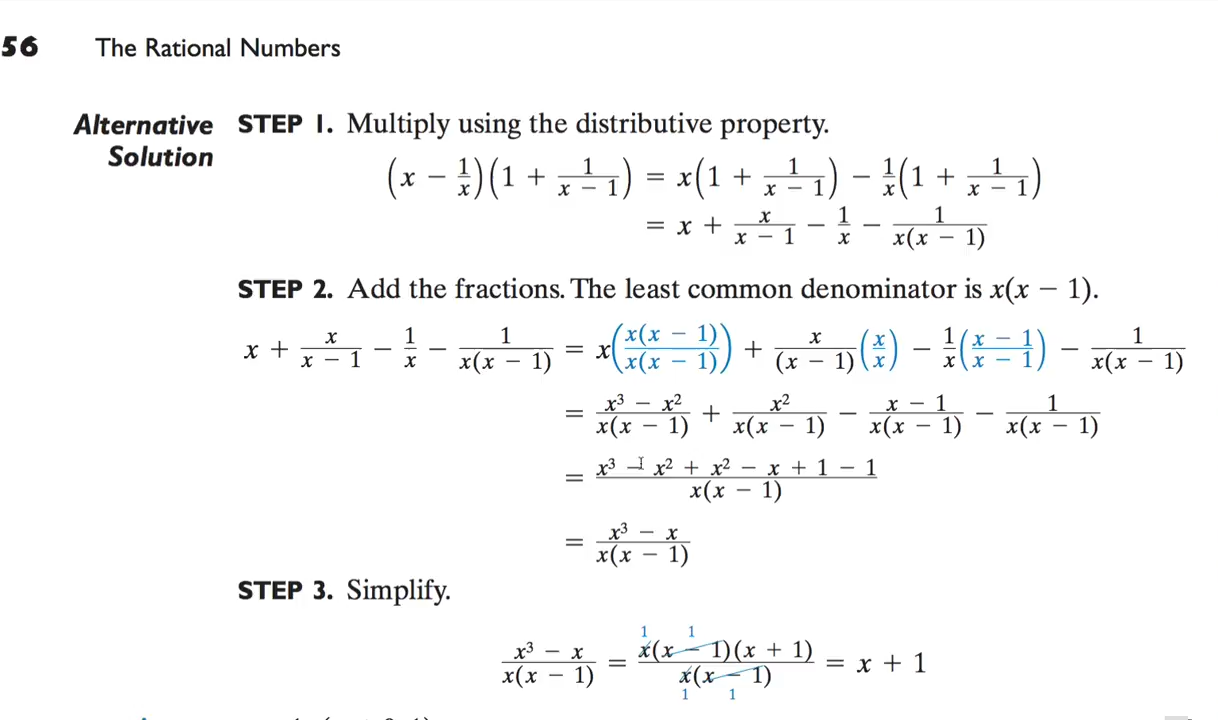 56 The Rational Numbers
Alternative Solution STEP 1. Multiply using the distributive property.
(x − 1/x)(1 + 1/(x − 1)) = x(1 + 1/(x − 1)) − 1/x(1 + 1/(x − 1))
= x + x/(x − 1) − 1/x − 1/(x(x − 1))
STEP 2. Add the fractions. The least common denominator is x(x − 1).
x + x/(x − 1) − 1/x − 1/(x(x − 1)) = x(x(x − 1)/x(x − 1)) + x/(x − 1)(x/x) − 1/x((x − 1)/(x − 1)) − 1/(x(x − 1))
= (x³ − x²)/(x(x − 1)) + x²/(x(x − 1)) − (x − 1)/(x(x − 1)) − 1/(x(x − 1))
= (x³ − x² + x² − x + 1 − 1)/(x(x − 1))
= (x³ − x)/(x(x − 1))
STEP 3. Simplify.
1 1
(x³ − x)/(x(x − 1)) = x(x − 1)(x + 1)/(x(x − 1)) = x + 1
1 1